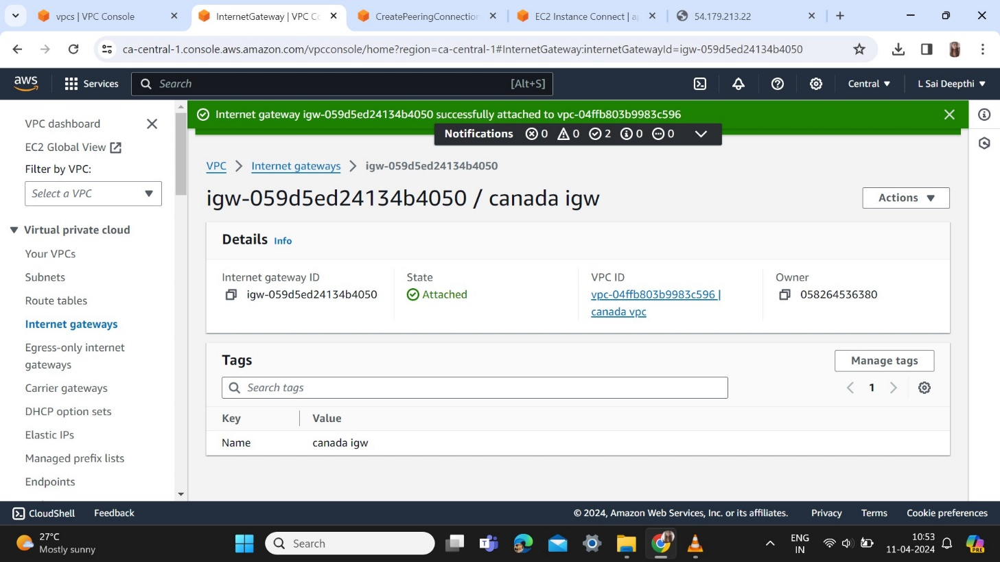 vpcs | VPC Console
InternetGateway | VPC Co
CreatePeeringConnection
EC2 Instance Connect | ap
54.179.213.22
ca-central-1.console.aws.amazon.com/vpcconsole/home?region=ca-central-1#InternetGateway:internetGatewayId=igw-059d5ed24134b4050
aws
Services
Search
[Alt+S]
Central
L Sai Deepthi
Internet gateway igw-059d5ed24134b4050 successfully attached to vpc-04ffb803b9983c596
Notifications 0 0 2 0 0
VPC dashboard
EC2 Global View
Filter by VPC:
Select a VPC
Virtual private cloud
Your VPCs
Subnets
Route tables
Internet gateways
Egress-only internet
gateways
Carrier gateways
DHCP option sets
Elastic IPs
Managed prefix lists
Endpoints
VPC > Internet gateways > igw-059d5ed24134b4050
igw-059d5ed24134b4050 / canada igw
Actions
Details Info
Internet gateway ID
igw-059d5ed24134b4050
State
Attached
VPC ID
vpc-04ffb803b9983c596 |
canada vpc
Owner
058264536380
Tags
Manage tags
Search tags
1
Key
Value
Name
canada igw
CloudShell
Feedback
© 2024, Amazon Web Services, Inc. or its affiliates.
Privacy
Terms
Cookie preferences
27°C
Mostly sunny
Search
ENG
IN
10:53
11-04-2024
PRE